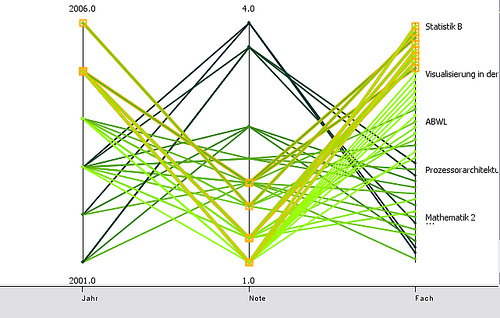 2006.0 4.0
Statistik B
Visualisierung in der
ABWL
Prozessorarchitektu
Mathematik 2
...
2001.0 1.0
Jahr Note Fach